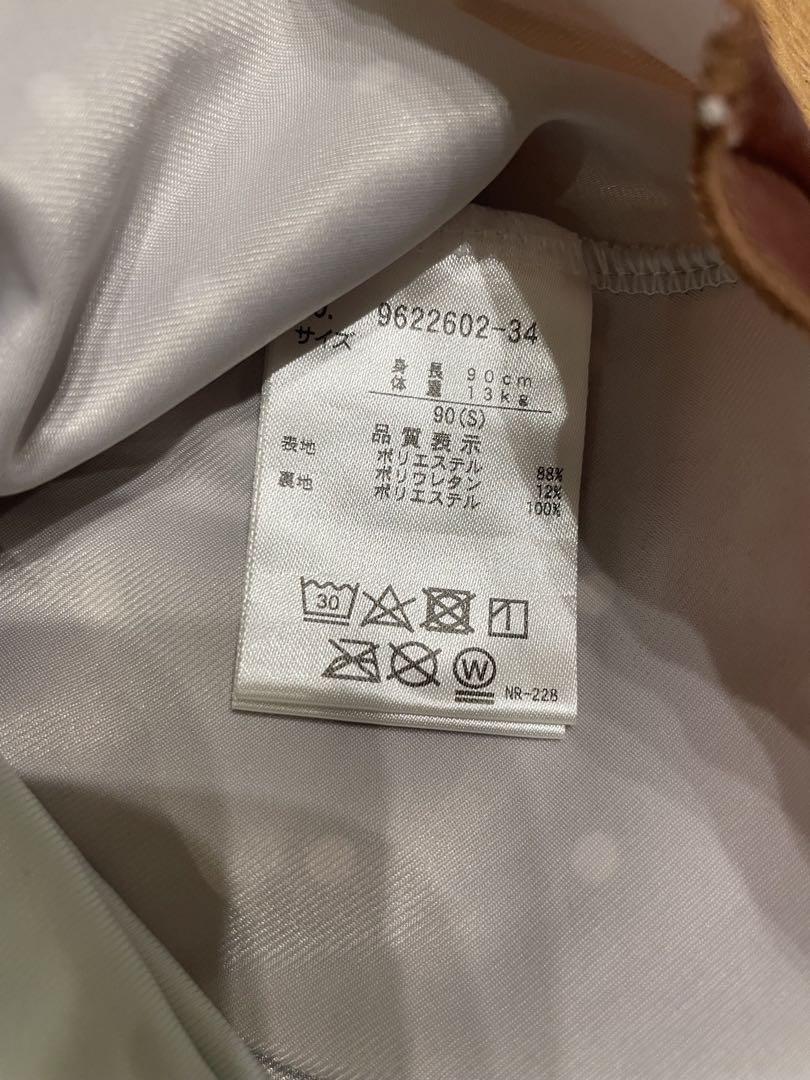 9622602-34
サイズ
身長 90cm
体重 13kg
90(S)
品質表示
表地 ポリエステル 88%
ポリウレタン 12%
裏地 ポリエステル 100%
30
W
NR-228